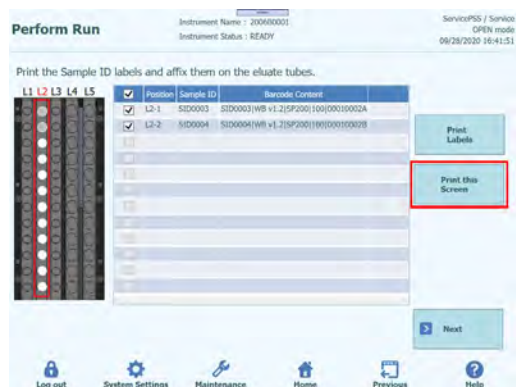 Perform Run
Instrument Name : 200600001
Instrument Status : READY
ServicePSS / Service
OPEN mode
09/28/2020 16:41:51
Print the Sample ID labels and affix them on the eluate tubes.
L1 L2 L3 L4 L5
Position Sample ID Barcode Content
L2-1 SID0003 SID0003|WB v1.2|SP200|100|00010002A
L2-2 SID0004 SID0004|WB v1.2|SP200|100|00010002B
Print
Labels
Print this
Screen
Next
Log out System Settings Maintenance Home Previous Help